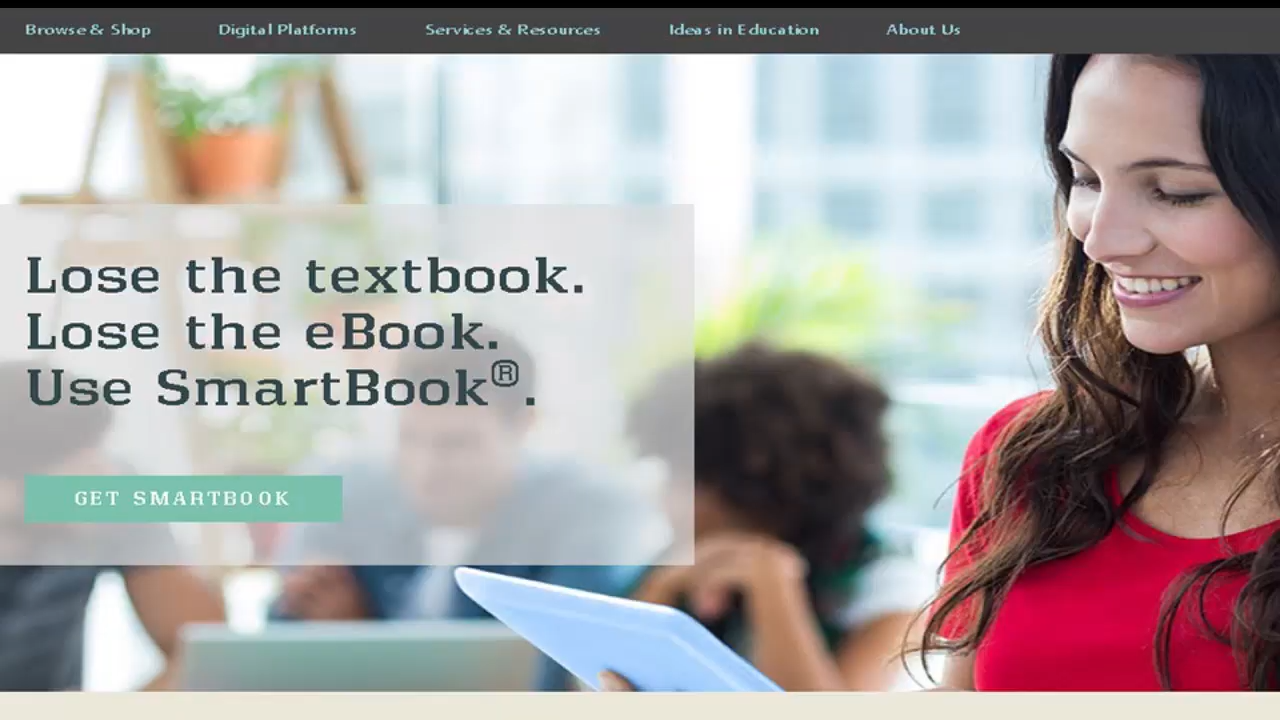 Browse & Shop
Digital Platforms
Services & Resources
Ideas in Education
About Us
Lose the textbook.
Lose the eBook.
Use SmartBook®.
GET SMARTBOOK